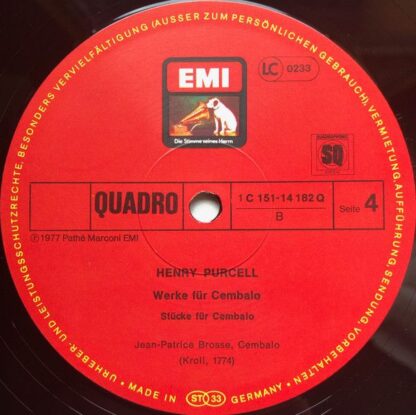 URHEBER- UND LEISTUNGSSCHUTZRECHTE, BESONDERS VERVIELFÄLTIGUNG (AUSSER ZUM PERSÖNLICHEN GEBRAUCH), VERMIETUNG, AUFFÜHRUNG, SENDUNG, VORBEHALTEN
EMI
LC 0233
Die Stimme seines Herrn
SQ
QUADRO
1 C 151-14 182 Q
B
Seite 4
℗1977 Pathé Marconi EMI
HENRY PURCELL
Werke für Cembalo
Stücke für Cembalo
Jean-Patrice Brosse, Cembalo
(Kroll, 1774)
• MADE IN ST 33 GERMANY •